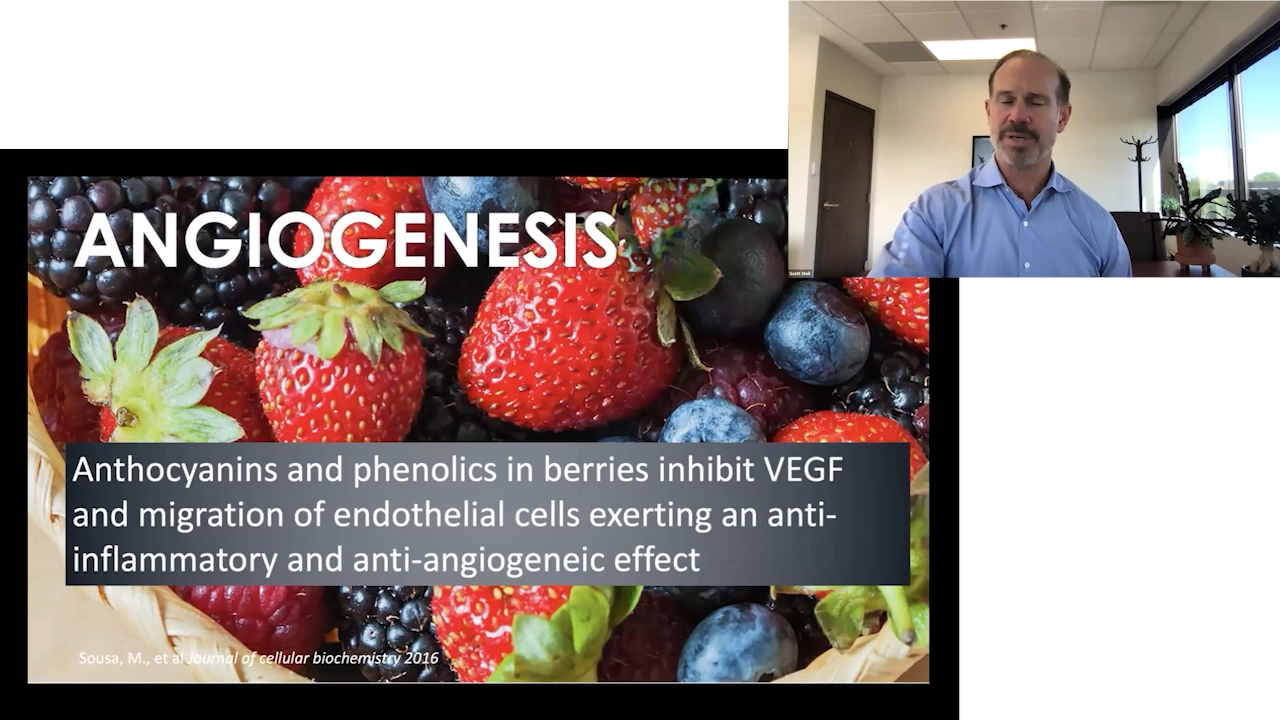 Scott Stoll
ANGIOGENESIS
Anthocyanins and phenolics in berries inhibit VEGF
and migration of endothelial cells exerting an anti-
inflammatory and anti-angiogeneic effect
Sousa, M., et al Journal of cellular biochemistry 2016